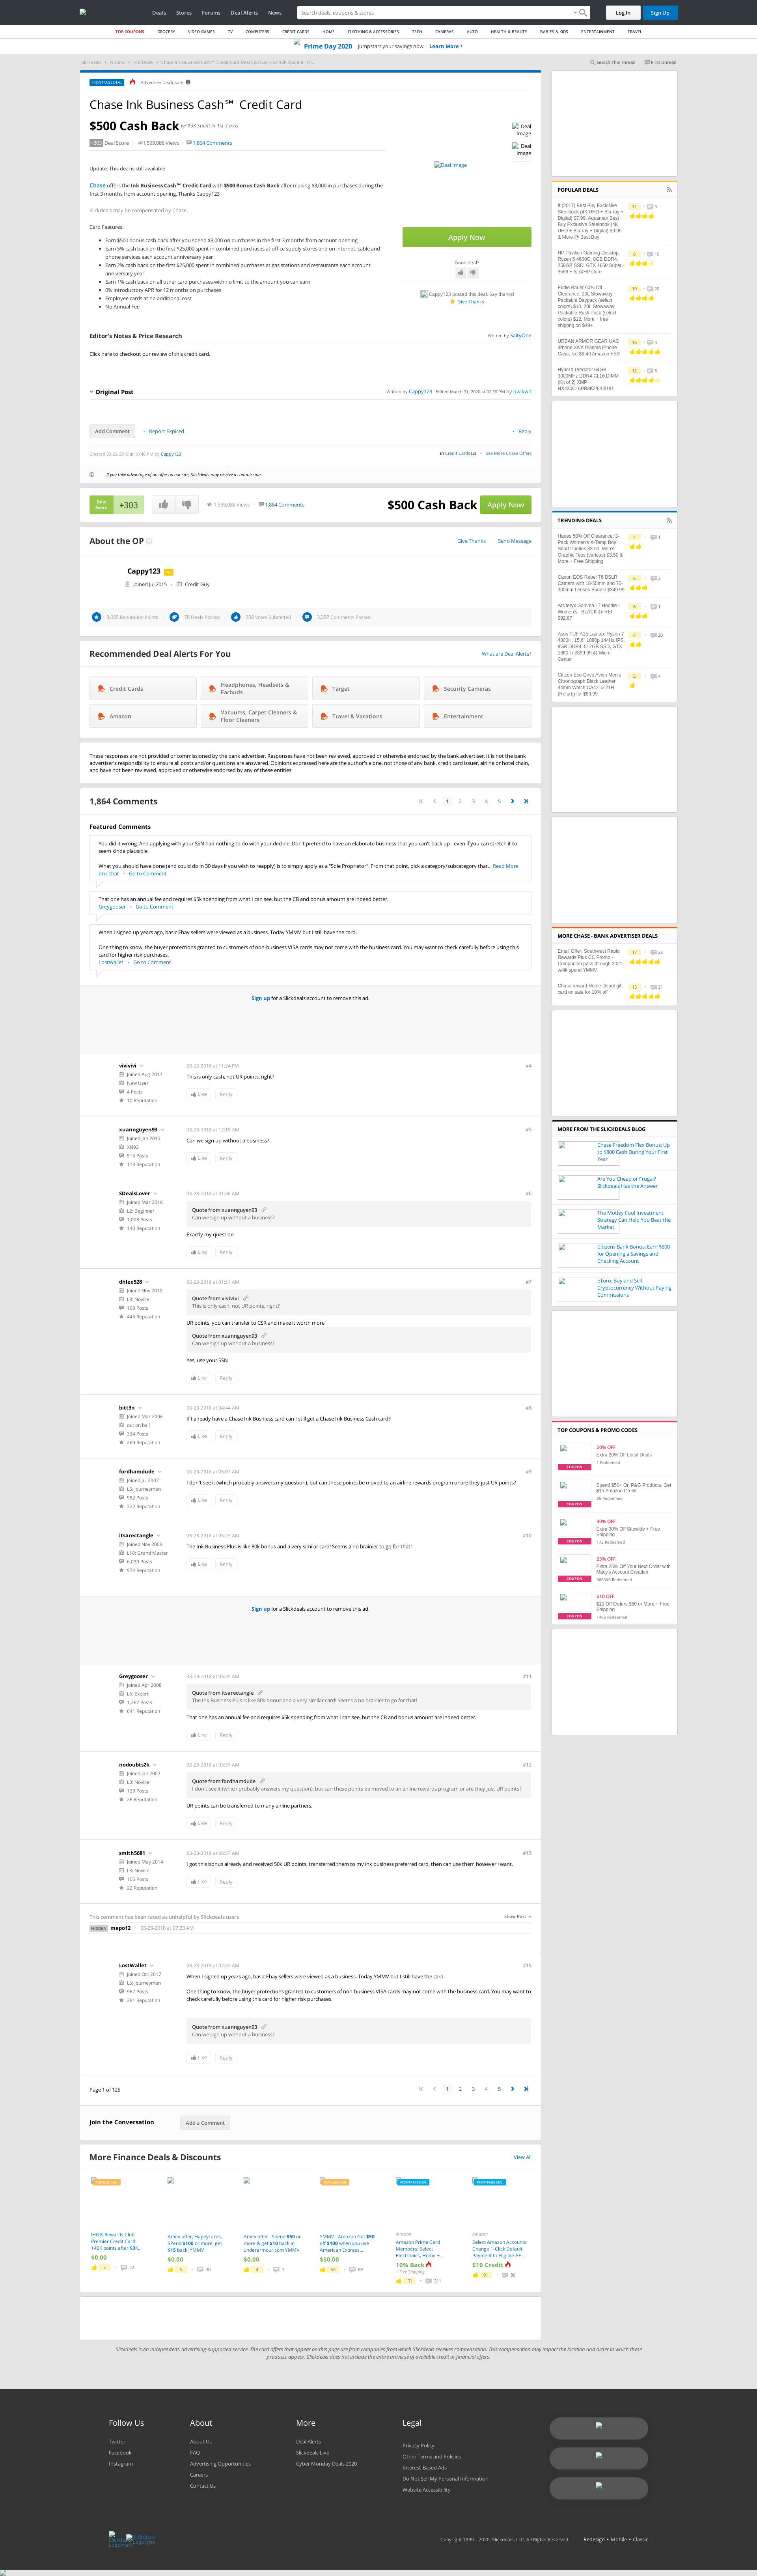 Deals Stores Forums Deal Alerts News
Search deals, coupons & stores
Log In
Sign Up
TOP COUPONS GROCERY VIDEO GAMES TV COMPUTERS CREDIT CARDS HOME CLOTHING & ACCESSORIES TECH CAMERAS AUTO HEALTH & BEAUTY BABIES & KIDS ENTERTAINMENT TRAVEL
Prime Day 2020 Jumpstart your savings now Learn More
Slickdeals Forums Hot Deals Chase Ink Business Cash℠ Credit Card $500 Cash Back w/ $3K Spend in 1st...
Search This Thread First Unread
FRONTPAGE DEAL Advertiser Disclosure
Chase Ink Business Cash℠ Credit Card
$500 Cash Back w/ $3K Spend in 1st 3-mos
+303 Deal Score 1,599,086 Views 1,864 Comments
Update: This deal is still available
Chase offers the Ink Business Cash℠ Credit Card with $500 Bonus Cash Back after making $3,000 in purchases during the first 3 months from account opening. Thanks Cappy123
Slickdeals may be compensated by Chase.
Card Features:
Earn $500 bonus cash back after you spend $3,000 on purchases in the first 3 months from account opening
Earn 5% cash back on the first $25,000 spent in combined purchases at office supply stores and on internet, cable and phone services each account anniversary year
Earn 2% cash back on the first $25,000 spent in combined purchases at gas stations and restaurants each account anniversary year
Earn 1% cash back on all other card purchases with no limit to the amount you can earn
0% introductory APR for 12 months on purchases
Employee cards at no additional cost
No Annual Fee
Deal Image
Deal Image
Deal Image
Apply Now
Good deal?
Cappy123 posted this deal. Say thanks!
Give Thanks
Editor's Notes & Price Research
Written by SaltyOne
Click here to checkout our review of this credit card.
Original Post
Written by Cappy123 Edited March 31, 2020 at 02:39 PM by qwikwit
Add Comment Report Expired Reply
Created 03-22-2018 at 10:40 PM by Cappy123
in Credit Cards (2) See More Chase Offers
If you take advantage of an offer on our site, Slickdeals may receive a commission.
Deal Score +303
1,599,086 Views 1,864 Comments
$500 Cash Back Apply Now
About the OP
Give Thanks Send Message
Cappy123 Pro
Joined Jul 2015 Credit Guy
3,065 Reputation Points 78 Deals Posted 356 Votes Submitted 3,297 Comments Posted
Recommended Deal Alerts For You
What are Deal Alerts?
Credit Cards
Headphones, Headsets & Earbuds
Target
Security Cameras
Amazon
Vacuums, Carpet Cleaners & Floor Cleaners
Travel & Vacations
Entertainment
These responses are not provided or commissioned by the bank advertiser. Responses have not been reviewed, approved or otherwise endorsed by the bank advertiser. It is not the bank advertiser's responsibility to ensure all posts and/or questions are answered. Opinions expressed here are the author's alone, not those of any bank, credit card issuer, airline or hotel chain, and have not been reviewed, approved or otherwise endorsed by any of these entities.
1,864 Comments
1 2 3 4 5
Featured Comments
You did it wrong. And applying with your SSN had nothing to do with your decline. Don't pretend to have an elaborate business that you can't back up - even if you can stretch it to seem kinda plausible.
What you should have done (and could do in 30 days if you wish to reapply) is to simply apply as a "Sole Proprietor". From that point, pick a category/subcategory that... Read More
bru_that Go to Comment
That one has an annual fee and requires $5k spending from what I can see, but the CB and bonus amount are indeed better.
Greygooser Go to Comment
When I signed up years ago, basic Ebay sellers were viewed as a business. Today YMMV but I still have the card.
One thing to know, the buyer protections granted to customers of non-business VISA cards may not come with the business card. You may want to check carefully before using this card for higher risk purchases.
LostWallet Go to Comment
Sign up for a Slickdeals account to remove this ad.
vivivivi
Joined Aug 2017
New User
4 Posts
10 Reputation
03-22-2018 at 11:24 PM #4
This is only cash, not UR points, right?
Like Reply
xuannguyen93
Joined Jan 2013
XN93
515 Posts
113 Reputation
03-23-2018 at 12:15 AM #5
Can we sign up without a business?
Like Reply
SDealsLover
Joined Mar 2016
L2: Beginner
1,003 Posts
140 Reputation
03-23-2018 at 01:06 AM #6
Quote from xuannguyen93
Can we sign up without a business?
Exactly my question
Like Reply
dhlee528
Joined Nov 2010
L3: Novice
199 Posts
445 Reputation
03-23-2018 at 01:51 AM #7
Quote from vivivivi
This is only cash, not UR points, right?
UR points, you can transfer to CSR and make it worth more
Quote from xuannguyen93
Can we sign up without a business?
Yes, use your SSN
Like Reply
bitt3n
Joined Mar 2006
out on bail
334 Posts
269 Reputation
03-23-2018 at 04:44 AM #8
If I already have a Chase Ink Business card can I still get a Chase Ink Business Cash card?
Like Reply
fordhamdude
Joined Jul 2007
L5: Journeyman
982 Posts
322 Reputation
03-23-2018 at 05:07 AM #9
I don't see it (which probably answers my question), but can these points be moved to an airline rewards program or are they just UR points?
Like Reply
itsarectangle
Joined Nov 2009
L10: Grand Master
6,690 Posts
974 Reputation
03-23-2018 at 05:23 AM #10
The Ink Business Plus is like 80k bonus and a very similar card! Seems a no brainier to go for that!
Like Reply
Sign up for a Slickdeals account to remove this ad.
Greygooser
Joined Apr 2008
L6: Expert
1,267 Posts
641 Reputation
03-23-2018 at 05:35 AM #11
Quote from itsarectangle
The Ink Business Plus is like 80k bonus and a very similar card! Seems a no brainier to go for that!
That one has an annual fee and requires $5k spending from what I can see, but the CB and bonus amount are indeed better.
Like Reply
nodoubts2k
Joined Jan 2007
L3: Novice
139 Posts
26 Reputation
03-23-2018 at 05:37 AM #12
Quote from fordhamdude
I don't see it (which probably answers my question), but can these points be moved to an airline rewards program or are they just UR points?
UR points can be transferred to many airline partners.
Like Reply
smith5681
Joined May 2014
L3: Novice
105 Posts
22 Reputation
03-23-2018 at 06:57 AM #13
I got this bonus already and received 50k UR points, transferred them to my ink business preferred card, then can use them however i want.
Like Reply
This comment has been rated as unhelpful by Slickdeals users
Show Post
HIDDEN mepo12 03-23-2018 at 07:23 AM
LostWallet
Joined Oct 2017
L5: Journeyman
967 Posts
281 Reputation
03-23-2018 at 07:43 AM #15
When I signed up years ago, basic Ebay sellers were viewed as a business. Today YMMV but I still have the card.
One thing to know, the buyer protections granted to customers of non-business VISA cards may not come with the business card. You may want to check carefully before using this card for higher risk purchases.
Quote from xuannguyen93
Can we sign up without a business?
Like Reply
Page 1 of 125
1 2 3 4 5
Join the Conversation Add a Comment
More Finance Deals & Discounts
View All
IHG® Rewards Club Premier Credit Card: 140K points after $3k...
$0.00
5 22
Amex offer, Happycards, SPend $100 or more, get $15 back, YMMV
$0.00
5 30
Amex offer : Spend $50 or more & get $10 back at underarmour.com YMMV
$0.00
4 1
YMMV - Amazon Get $50 off $100 when you use American Express...
$50.00
54 69
FRONTPAGE DEAL
Amazon
Amazon Prime Card Members: Select Electronics, Home +...
10% Back
+ Free Shipping
171 311
FRONTPAGE DEAL
Amazon
Select Amazon Accounts: Change 1-Click Default Payment to Eligible AE...
$10 Credit
91 86
POPULAR DEALS
X (2017) Best Buy Exclusive Steelbook (4K UHD + Blu-ray + Digital) $7.99, Aquaman Best Buy Exclusive Steelbook (4K UHD + Blu-ray + Digital) $9.99 & More @ Best Buy
11 3
HP Pavilion Gaming Desktop, Ryzen 5 4600G, 8GB DDR4, 256GB SSD, GTX 1650 Super - $599 + fs @HP store
8 10
Eddie Bauer 60% Off Clearance: 20L Stowaway Packable Daypack (select colors) $10, 20L Stowaway Packable Ruck Pack (select colors) $12, More + free shipping on $49+
10 20
URBAN ARMOR GEAR UAG iPhone Xs/X Plasma iPhone Case, Ice $6.49 Amazon FSS
16 4
HyperX Predator 64GB 3000MHz DDR4 CL16 DIMM (Kit of 2) XMP HX430C16PB3K2/64 $191
12 6
TRENDING DEALS
Hanes 50% Off Clearance: 3-Pack Women's X-Temp Boy Short Panties $3.50, Men's Graphic Tees (various) $3.50 & More + Free Shipping
4 1
Canon EOS Rebel T6 DSLR Camera with 18-55mm and 75-300mm Lenses Bundle $349.98
6 2
Arc'teryx Gamma LT Hoodie - Women's - BLACK @ REI $92.87
6 1
Asus TUF A15 Laptop: Ryzen 7 4800H, 15.6" 1080p 144Hz IPS, 8GB DDR4, 512GB SSD, GTX 1660 Ti $899.99 @ Micro Center
4 20
Citizen Eco-Drive Avion Men's Chronograph Black Leather 44mm Watch CA4215-21H (Refurb) for $89.99
2 4
MORE CHASE - BANK ADVERTISER DEALS
Email Offer: Southwest Rapid Rewards Plus CC Promo - Companion pass through 2021 w/4k spend YMMV
17 23
Chase reward Home Depot gift card on sale for 10% off
15 21
MORE FROM THE SLICKDEALS BLOG
Chase Freedom Flex Bonus: Up to $800 Cash During Your First Year
Are You Cheap or Frugal? Slickdeals Has the Answer
The Motley Fool Investment Strategy Can Help You Beat the Market
Citizens Bank Bonus: Earn $600 for Opening a Savings and Checking Account
eToro: Buy and Sell Cryptocurrency Without Paying Commissions
TOP COUPONS & PROMO CODES
20% OFF
Extra 20% Off Local Deals
1 Redeemed
COUPON
Spend $50+ On P&G Products, Get $15 Amazon Credit
35 Redeemed
COUPON
30% OFF
Extra 30% Off Sitewide + Free Shipping
172 Redeemed
COUPON
25% OFF
Extra 25% Off Your Next Order with Macy's Account Creation
COUPON
$10 OFF
$10 Off Orders $50 or More + Free Shipping
1485 Redeemed
COUPON
Slickdeals is an independent, advertising-supported service. The card offers that appear on this page are from companies from which Slickdeals receives compensation. This compensation may impact the location and order in which these products appear. Slickdeals does not include the entire universe of available credit or financial offers.
Follow Us
Twitter
Facebook
Instagram
About
About Us
FAQ
Advertising Opportunities
Careers
Contact Us
More
Deal Alerts
Slickdeals Live
Cyber Monday Deals 2020
Legal
Privacy Policy
Other Terms and Policies
Interest-Based Ads
Do Not Sell My Personal Information
Website Accessibility
Copyright 1999 - 2020. Slickdeals, LLC. All Rights Reserved. Redesign • Mobile • Classic